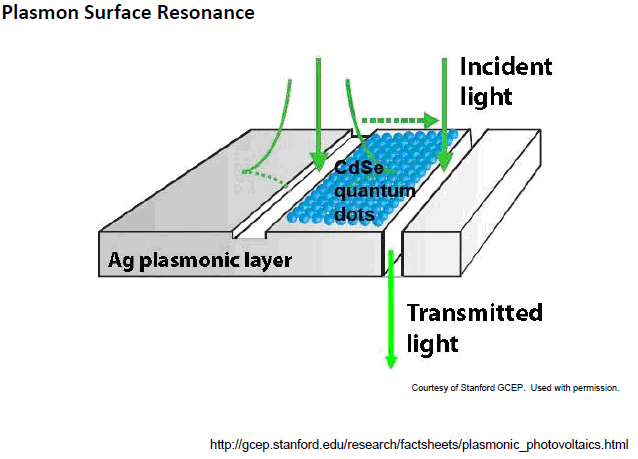 Plasmon Surface Resonance
Incident
light
CdSe
quantum
dots
Ag plasmonic layer
Transmitted
light
Courtesy of Stanford GCEP. Used with permission.
http://gcep.stanford.edu/research/factsheets/plasmonic_photovoltaics.html